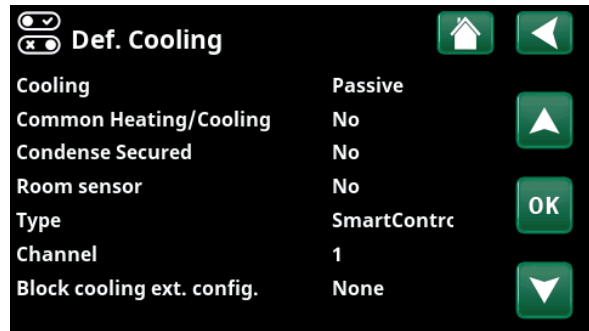 Def. Cooling
Cooling Passive
Common Heating/Cooling No
Condense Secured No
Room sensor No
Type SmartContrc
OK
Channel 1
Block cooling ext. config. None